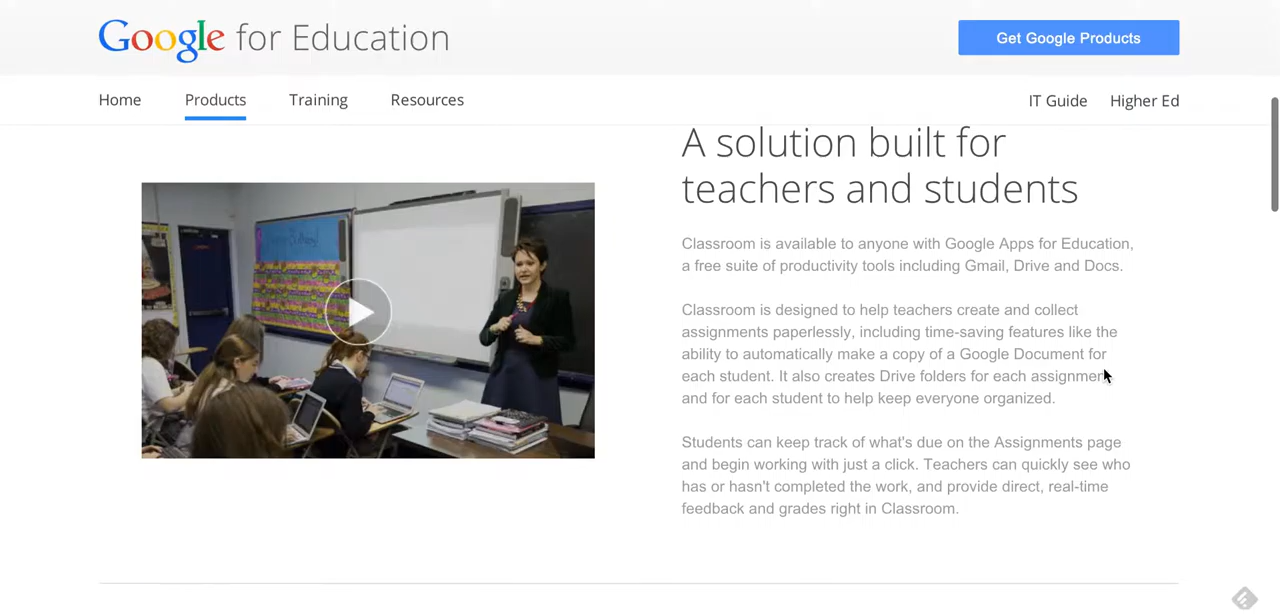 Google for Education
Get Google Products
Home Products Training Resources IT Guide Higher Ed
A solution built for
teachers and students
Classroom is available to anyone with Google Apps for Education,
a free suite of productivity tools including Gmail, Drive and Docs.
Classroom is designed to help teachers create and collect
assignments paperlessly, including time-saving features like the
ability to automatically make a copy of a Google Document for
each student. It also creates Drive folders for each assignment
and for each student to help keep everyone organized.
Students can keep track of what's due on the Assignments page
and begin working with just a click. Teachers can quickly see who
has or hasn't completed the work, and provide direct, real-time
feedback and grades right in Classroom.